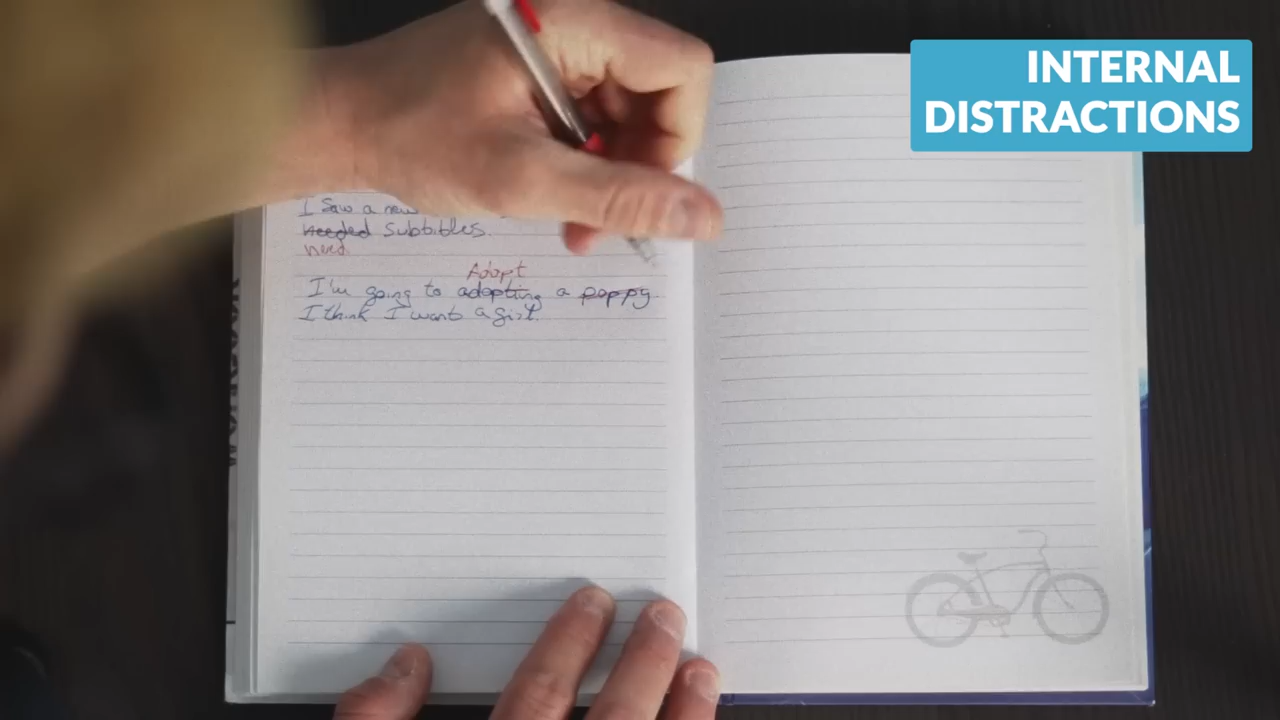 INTERNAL
DISTRACTIONS
I Saw a new
needed subtitles.
need.
Adopt
I'm going to adopting a poppy.
I think I want a girl.